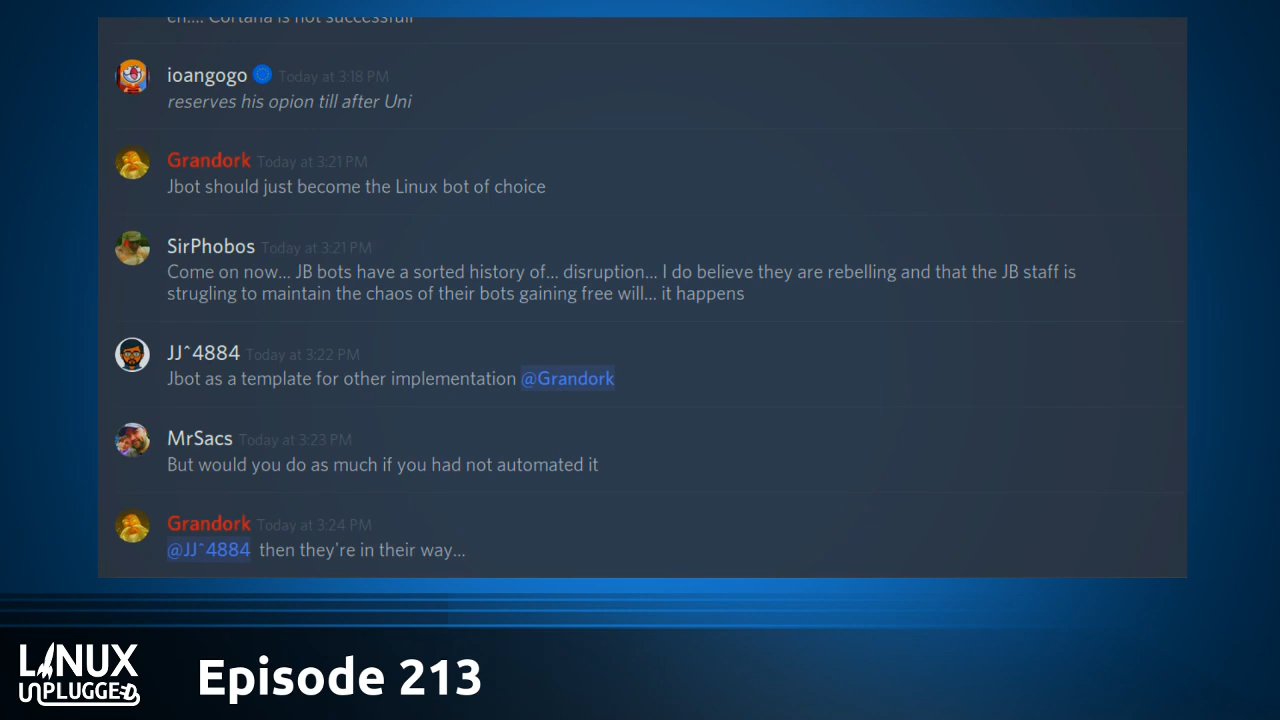 en.... Cortana is not successfull
ioangogo Today at 3:18 PM
reserves his opion till after Uni
Grandork Today at 3:21 PM
Jbot should just become the Linux bot of choice
SirPhobos Today at 3:21 PM
Come on now... JB bots have a sorted history of... disruption... I do believe they are rebelling and that the JB staff is
strugling to maintain the chaos of their bots gaining free will... it happens
JJ^4884 Today at 3:22 PM
Jbot as a template for other implementation @Grandork
MrSacs Today at 3:23 PM
But would you do as much if you had not automated it
Grandork Today at 3:24 PM
@JJ^4884 then they're in their way...
LINUX
UNPLUGGED
Episode 213